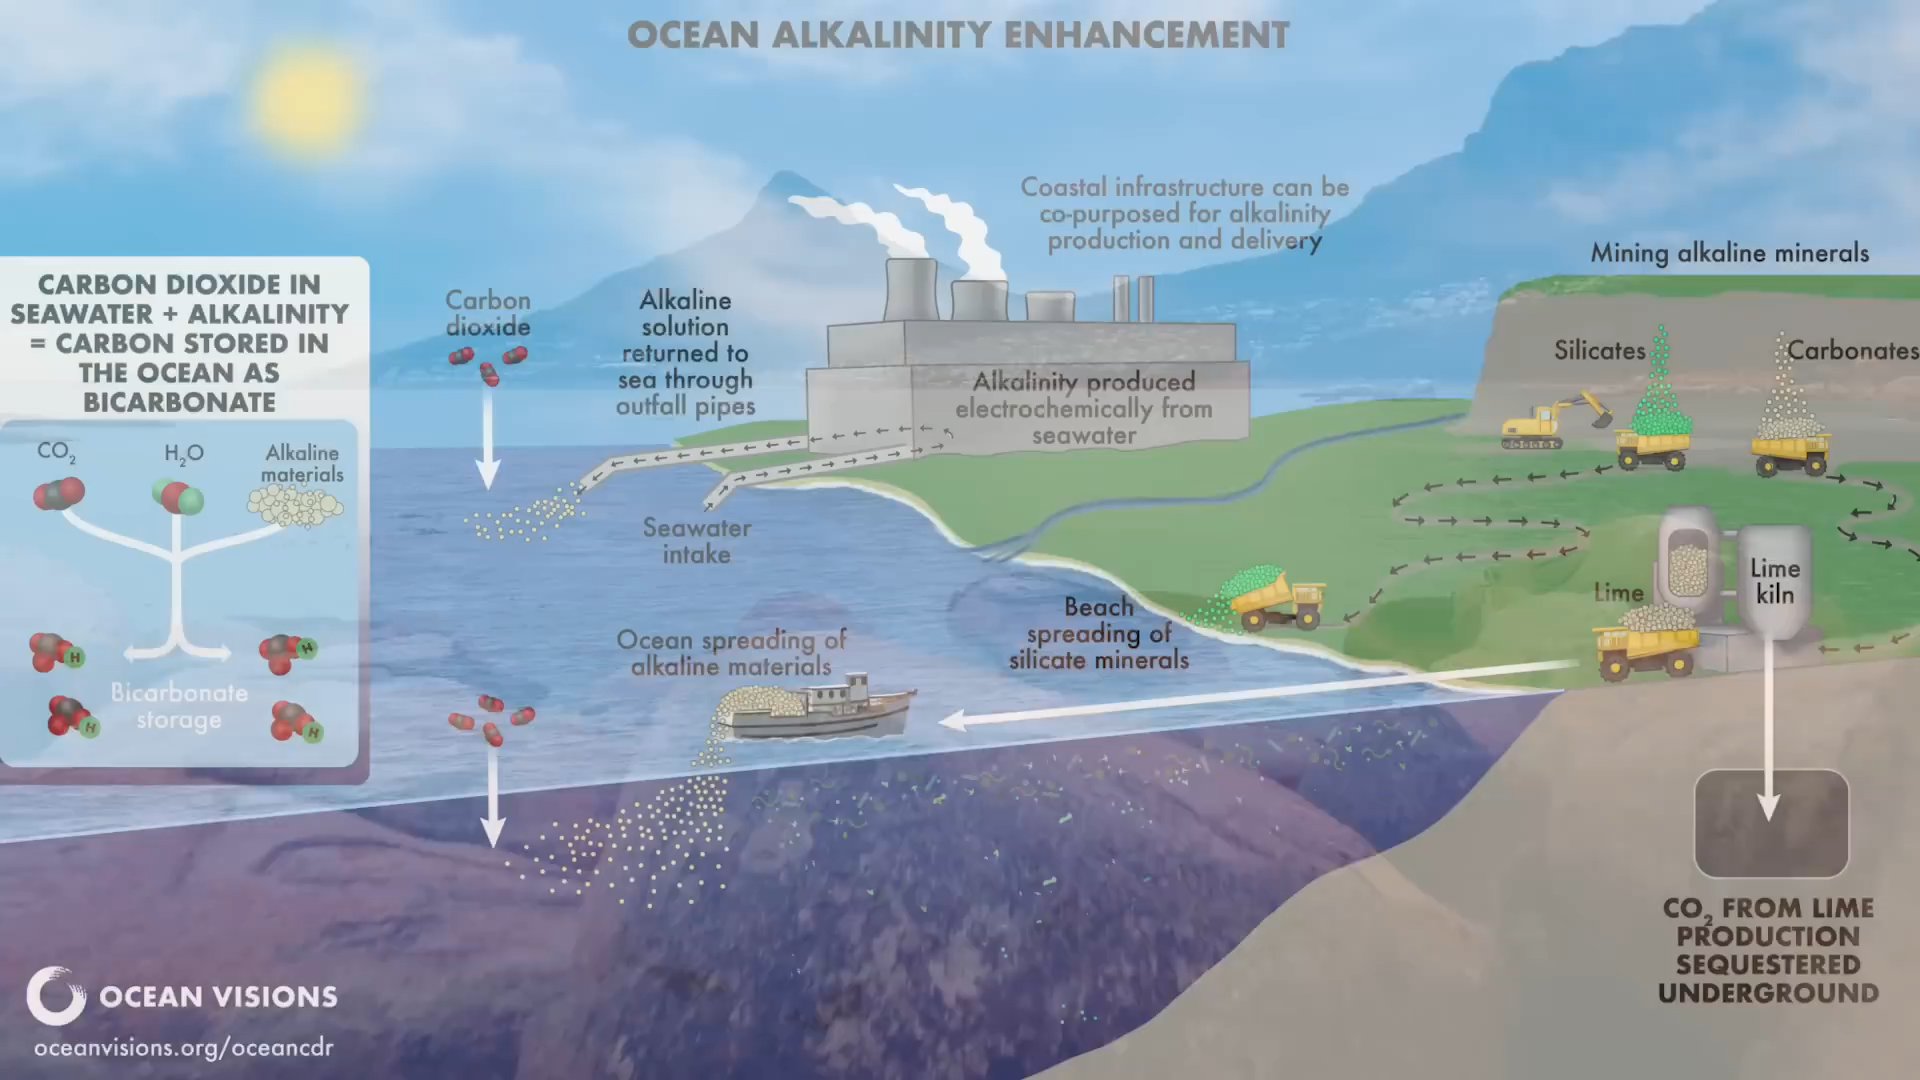 OCEAN ALKALINITY ENHANCEMENT
Coastal infrastructure can be
co-purposed for alkalinity
production and delivery
Mining alkaline minerals
CARBON DIOXIDE IN
SEAWATER + ALKALINITY
= CARBON STORED IN
THE OCEAN AS
BICARBONATE
Carbon
dioxide
Alkaline
solution
returned to
sea through
outfall pipes
Alkalinity produced
electrochemically from
seawater
Silicates
Carbonates
CO₂
H₂O
Alkaline
materials
Seawater
intake
Lime
Lime
kiln
Beach
spreading of
silicate minerals
Ocean spreading of
alkaline materials
H
H
H
H
Bicarbonate
storage
CO₂ FROM LIME
PRODUCTION
SEQUESTERED
UNDERGROUND
OCEAN VISIONS
oceanvisions.org/oceancdr